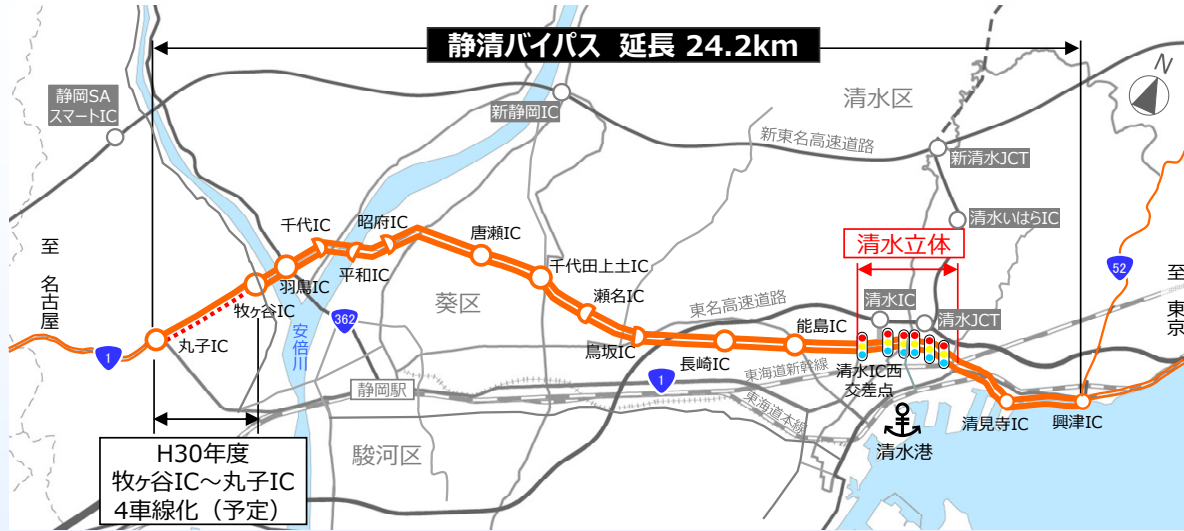 静清バイパス 延長 24.2km
N
静岡SA
スマートIC
新静岡IC
清水区
新東名高速道路
新清水JCT
清水いはらIC
至 名古屋
千代IC
昭府IC
平和IC
唐瀬IC
千代田上土IC
清水立体
52
至 東京
羽鳥IC
牧ヶ谷IC
葵区
瀬名IC
東名高速道路
清水IC
清水JCT
362
安倍川
1
丸子IC
鳥坂IC
長崎IC
能島IC
清水IC西
交差点
東海道新幹線
東海道本線
静岡駅
1
清見寺IC
興津IC
清水港
駿河区
H30年度
牧ヶ谷IC～丸子IC
4車線化（予定）